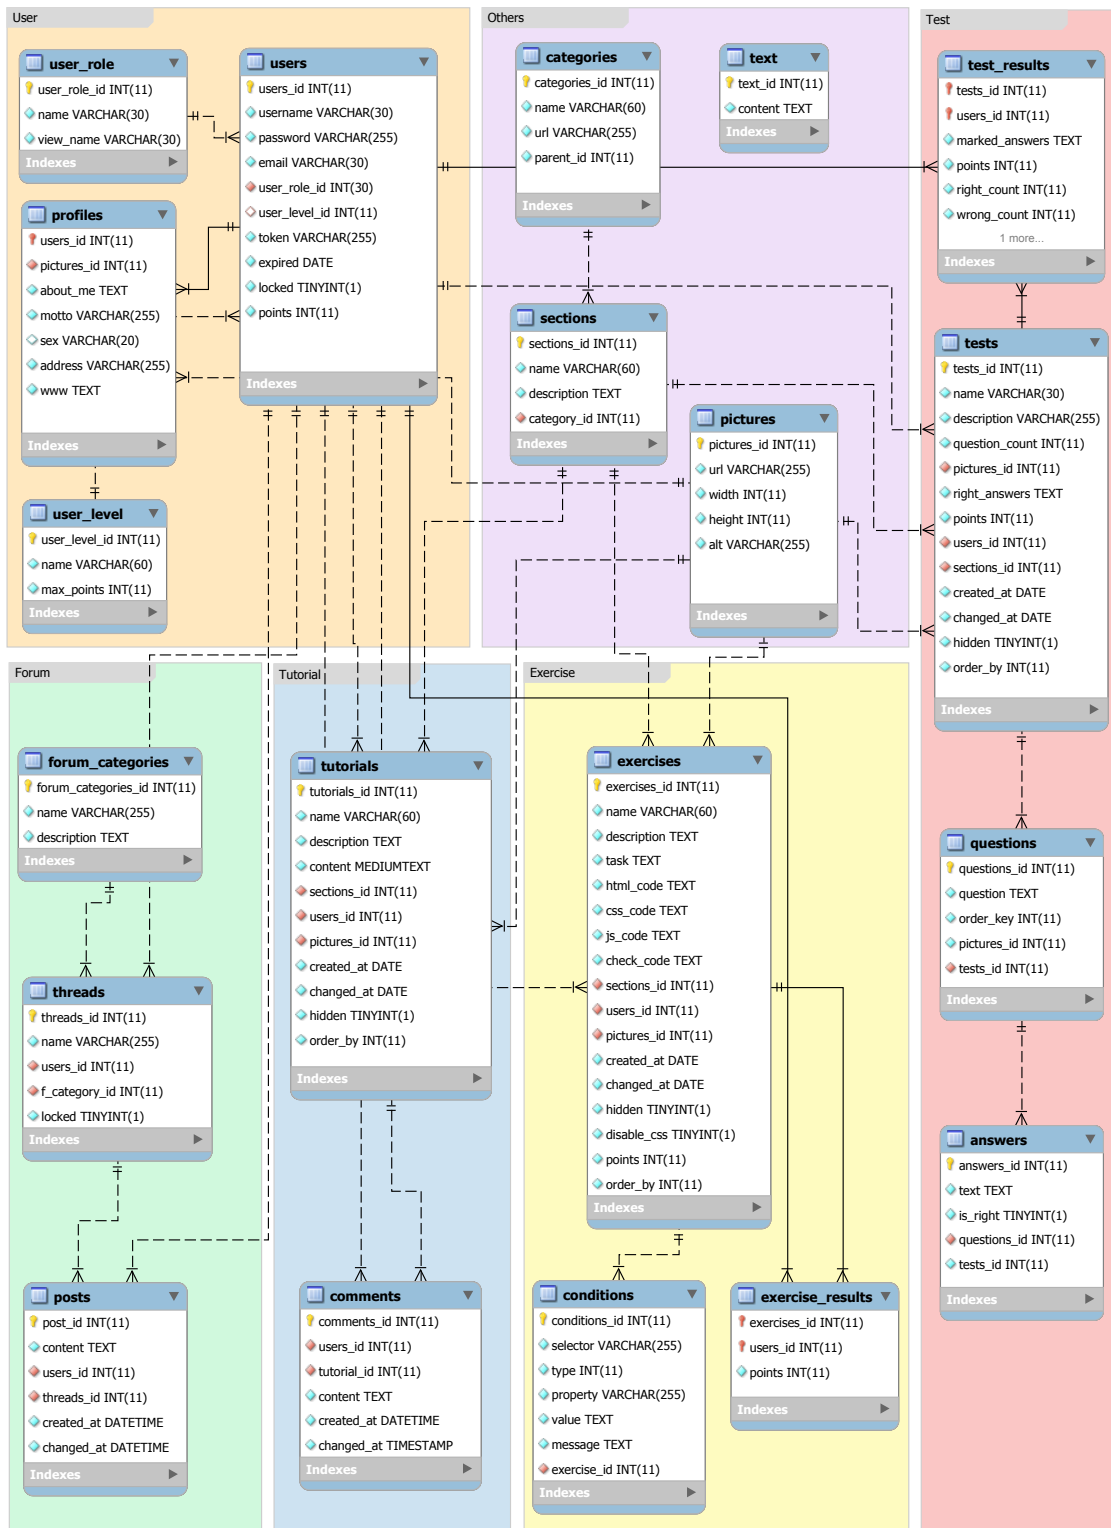 User
user_role
user_role_id INT(11)
name VARCHAR(30)
view_name VARCHAR(30)
Indexes
users
users_id INT(11)
username VARCHAR(30)
password VARCHAR(255)
email VARCHAR(30)
user_role_id INT(30)
user_level_id INT(11)
token VARCHAR(255)
expired DATE
locked TINYINT(1)
points INT(11)
Indexes
profiles
users_id INT(11)
pictures_id INT(11)
about_me TEXT
motto VARCHAR(255)
sex VARCHAR(20)
address VARCHAR(255)
www TEXT
Indexes
user_level
user_level_id INT(11)
name VARCHAR(60)
max_points INT(11)
Indexes
Others
categories
categories_id INT(11)
name VARCHAR(60)
url VARCHAR(255)
parent_id INT(11)
Indexes
text
text_id INT(11)
content TEXT
Indexes
sections
sections_id INT(11)
name VARCHAR(60)
description TEXT
category_id INT(11)
Indexes
pictures
pictures_id INT(11)
url VARCHAR(255)
width INT(11)
height INT(11)
alt VARCHAR(255)
Indexes
Test
test_results
tests_id INT(11)
users_id INT(11)
marked_answers TEXT
points INT(11)
right_count INT(11)
wrong_count INT(11)
1 more...
Indexes
tests
tests_id INT(11)
name VARCHAR(30)
description VARCHAR(255)
question_count INT(11)
pictures_id INT(11)
right_answers TEXT
points INT(11)
users_id INT(11)
sections_id INT(11)
created_at DATE
changed_at DATE
hidden TINYINT(1)
order_by INT(11)
Indexes
questions
questions_id INT(11)
question TEXT
order_key INT(11)
pictures_id INT(11)
tests_id INT(11)
Indexes
answers
answers_id INT(11)
text TEXT
is_right TINYINT(1)
questions_id INT(11)
tests_id INT(11)
Indexes
Forum
forum_categories
forum_categories_id INT(11)
name VARCHAR(255)
description TEXT
Indexes
threads
threads_id INT(11)
name VARCHAR(255)
users_id INT(11)
f_category_id INT(11)
locked TINYINT(1)
Indexes
posts
post_id INT(11)
content TEXT
users_id INT(11)
threads_id INT(11)
created_at DATETIME
changed_at DATETIME
Indexes
Tutorial
tutorials
tutorials_id INT(11)
name VARCHAR(60)
description TEXT
content MEDIUMTEXT
sections_id INT(11)
users_id INT(11)
pictures_id INT(11)
created_at DATE
changed_at DATE
hidden TINYINT(1)
order_by INT(11)
Indexes
comments
comments_id INT(11)
users_id INT(11)
tutorial_id INT(11)
content TEXT
created_at DATETIME
changed_at TIMESTAMP
Indexes
Exercise
exercises
exercises_id INT(11)
name VARCHAR(60)
description TEXT
task TEXT
html_code TEXT
css_code TEXT
js_code TEXT
check_code TEXT
sections_id INT(11)
users_id INT(11)
pictures_id INT(11)
created_at DATE
changed_at DATE
hidden TINYINT(1)
disable_css TINYINT(1)
points INT(11)
order_by INT(11)
Indexes
conditions
conditions_id INT(11)
selector VARCHAR(255)
type INT(11)
property VARCHAR(255)
value TEXT
message TEXT
exercise_id INT(11)
Indexes
exercise_results
exercises_id INT(11)
users_id INT(11)
points INT(11)
Indexes